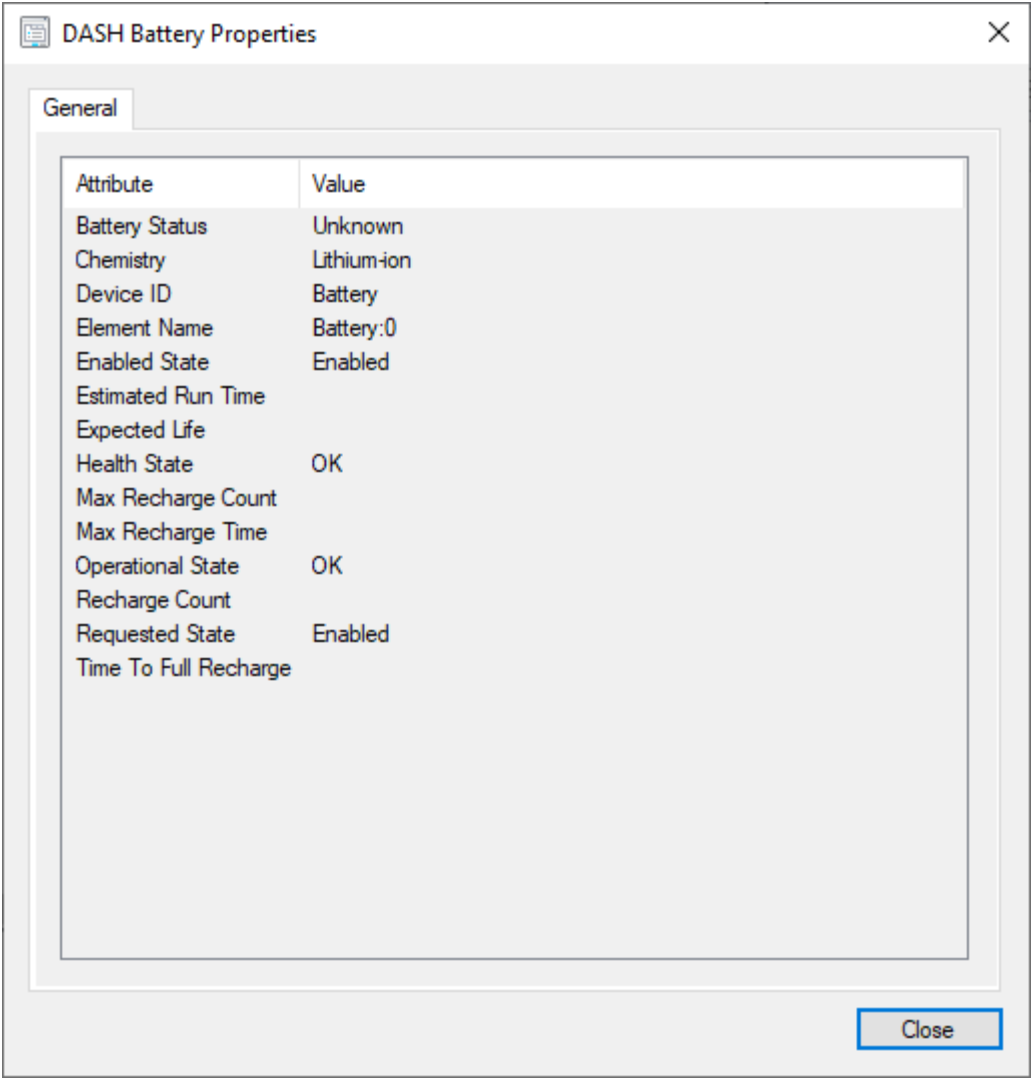 DASH Battery Properties
General
Attribute Value
Battery Status Unknown
Chemistry Lithium-ion
Device ID Battery
Element Name Battery:0
Enabled State Enabled
Estimated Run Time
Expected Life
Health State OK
Max Recharge Count
Max Recharge Time
Operational State OK
Recharge Count
Requested State Enabled
Time To Full Recharge
Close